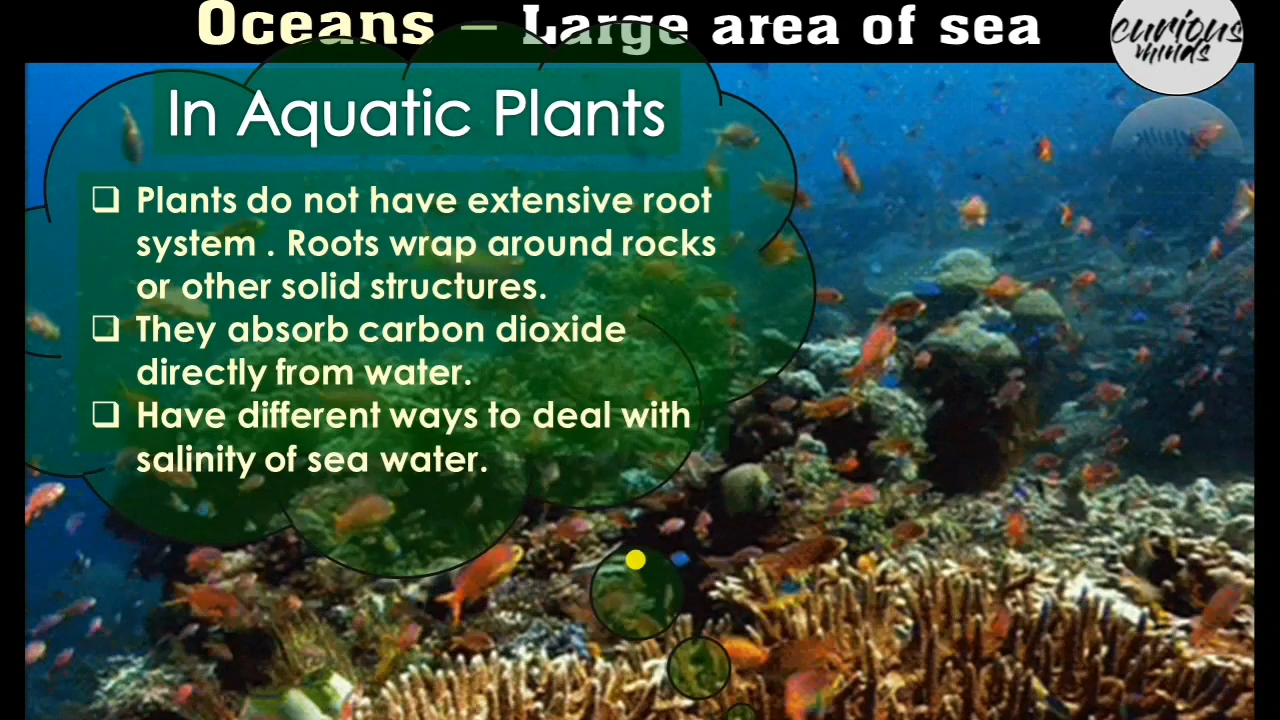 Oceans – Large area of sea
curious
minds
In Aquatic Plants
❑ Plants do not have extensive root
system . Roots wrap around rocks
or other solid structures.
❑ They absorb carbon dioxide
directly from water.
❑ Have different ways to deal with
salinity of sea water.